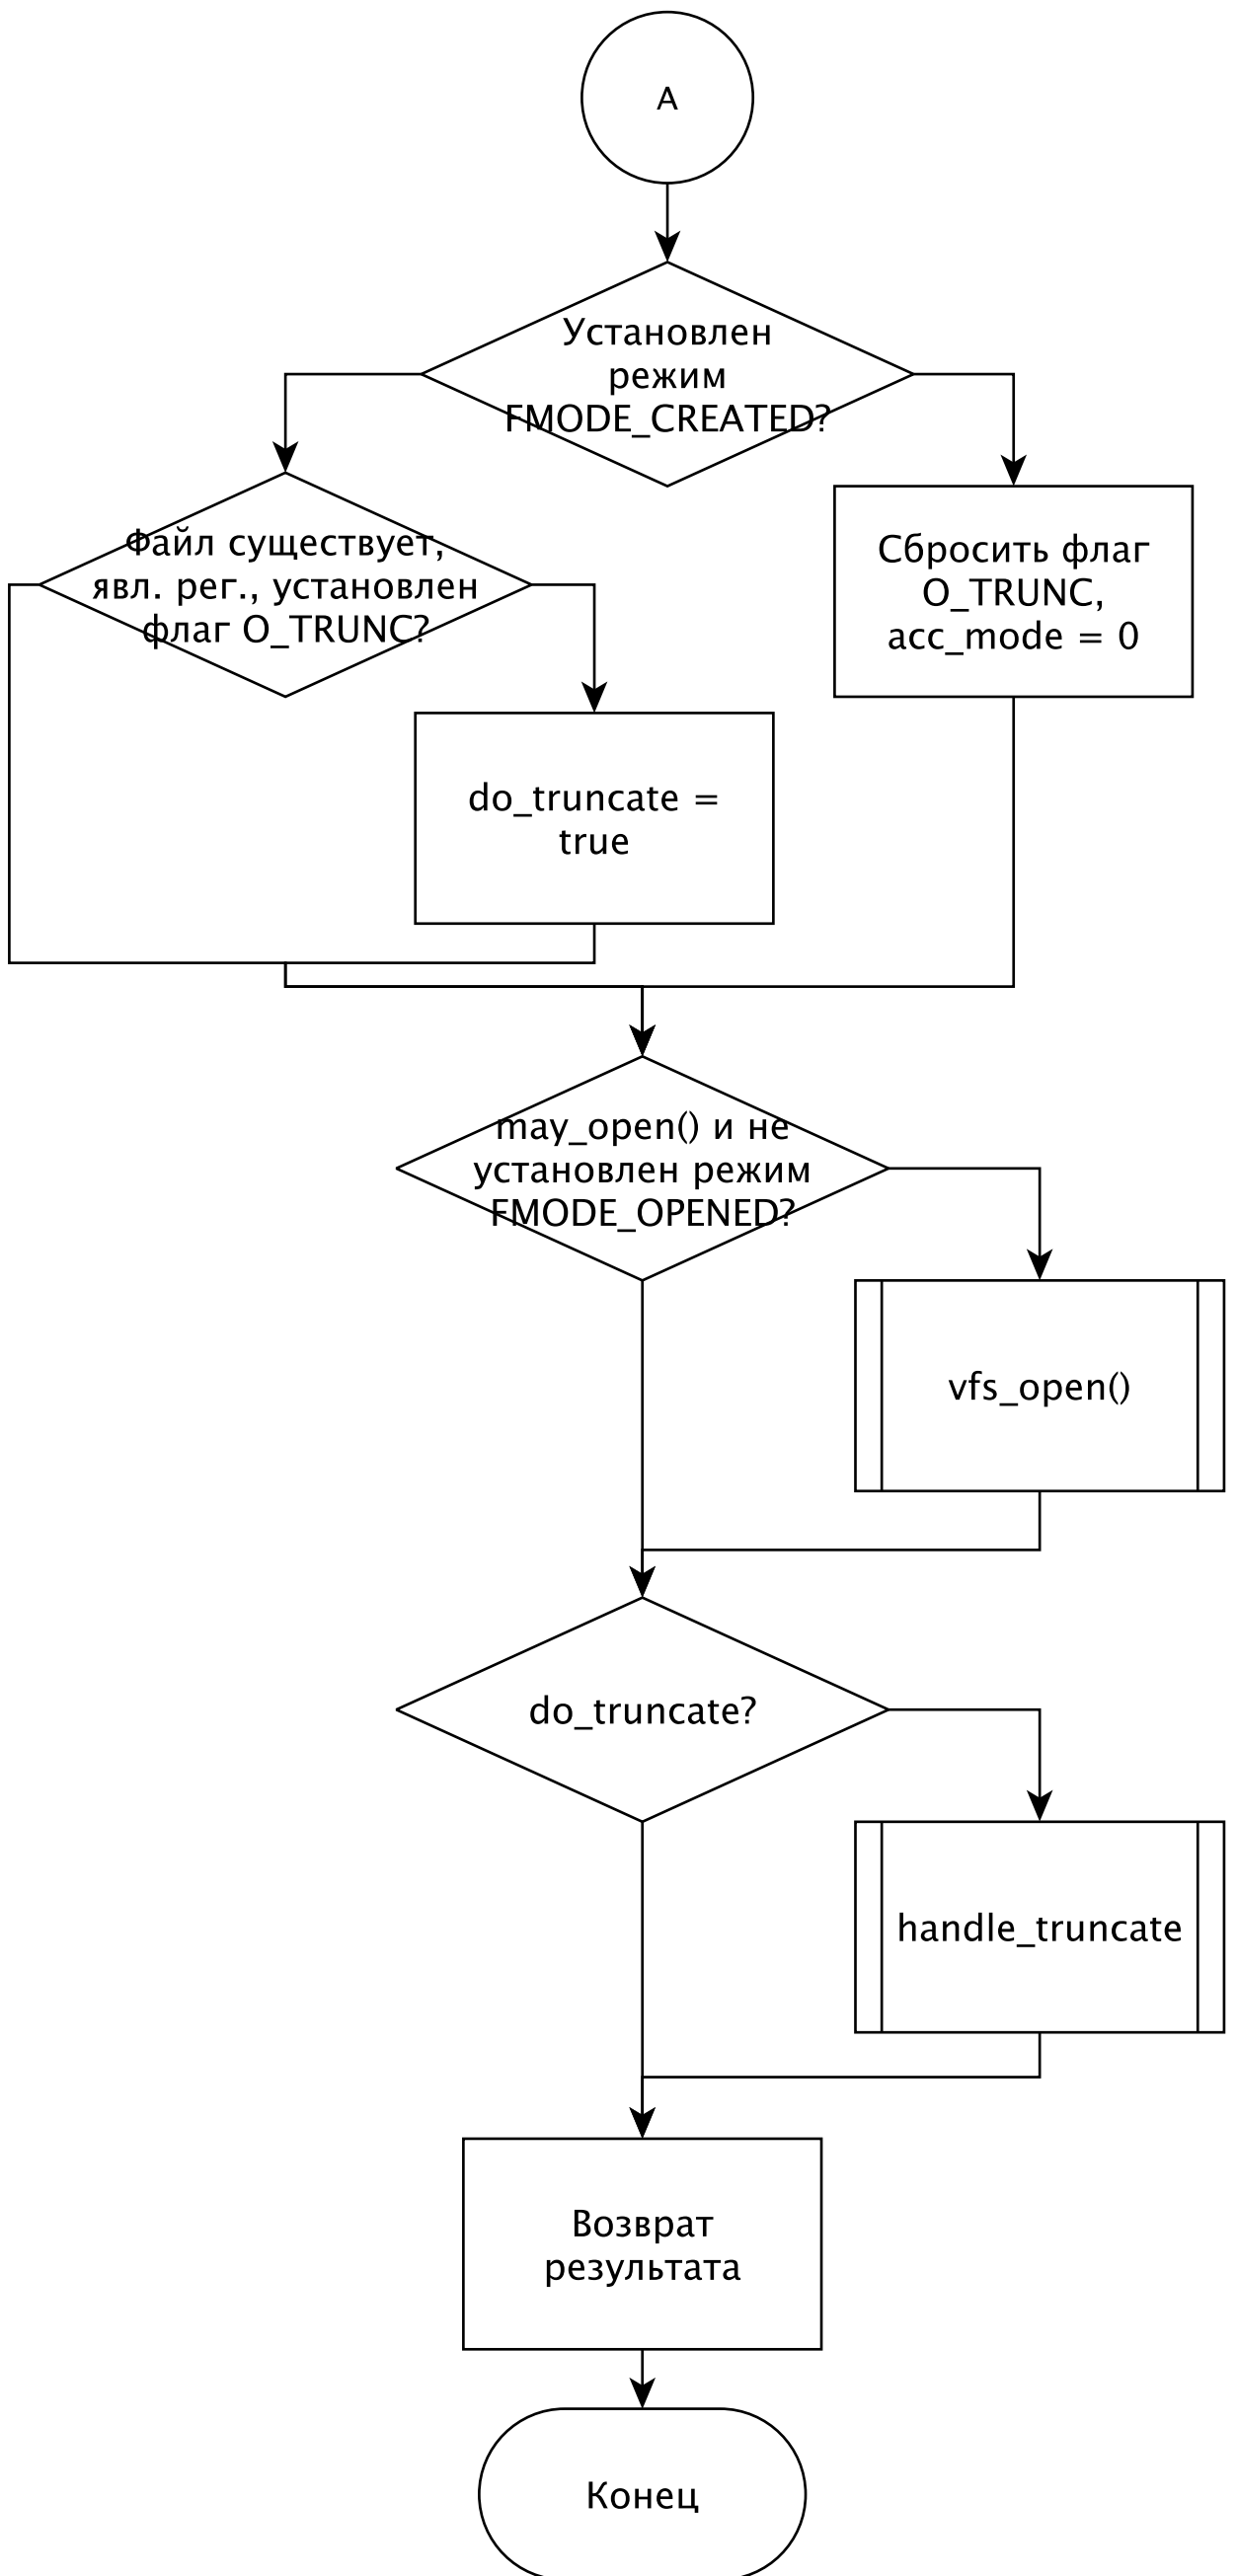 A
Установлен
режим
FMODE_CREATED?
Файл существует,
явл. рег., установлен
флаг O_TRUNC?
Сбросить флаг
O_TRUNC,
acc_mode = 0
do_truncate =
true
may_open() и не
установлен режим
FMODE_OPENED?
vfs_open()
do_truncate?
handle_truncate
Возврат
результата
Конец